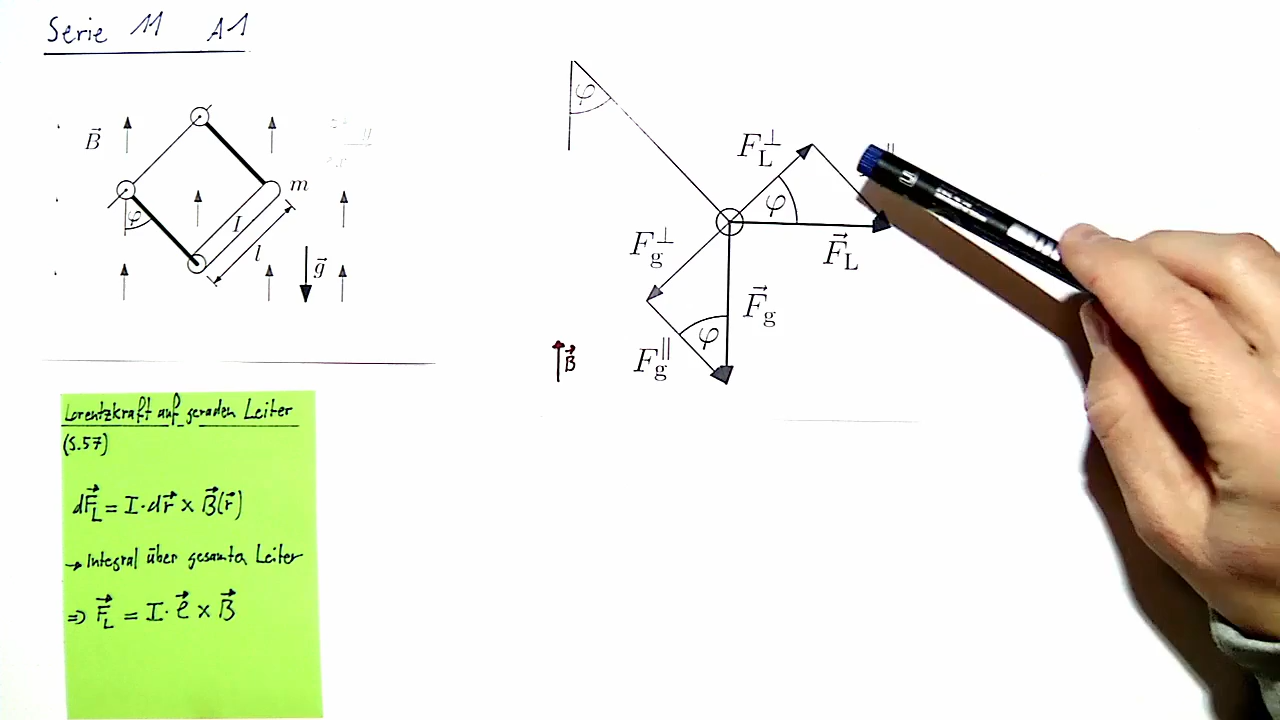 Serie 11 A1
B⃗
φ
m
I
l
g⃗
φ
F_L^⊥
φ
F⃗_L
F_g^⊥
F⃗_g
φ
F_g^∥
B⃗
Lorentzkraft auf geraden Leiter
(S.57)
dF⃗_L = I·dr⃗ × B⃗(r⃗)
→ Integral über gesamten Leiter
⇒ F⃗_L = I·ℓ⃗ × B⃗